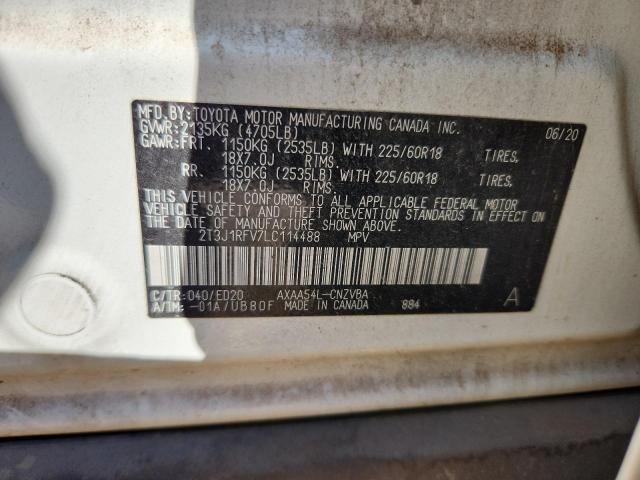 MFD.BY:TOYOTA MOTOR MANUFACTURING CANADA INC. 06/20
GVWR:2135KG (4705LB)
GAWR:FRT. 1150KG (2535LB) WITH 225/60R18 TIRES,
18X7.0J RIMS.
RR. 1150KG (2535LB) WITH 225/60R18 TIRES,
18X7.0J RIMS.
THIS VEHICLE CONFORMS TO ALL APPLICABLE FEDERAL MOTOR
VEHICLE SAFETY AND THEFT PREVENTION STANDARDS IN EFFECT ON
THE DATE OF MANUFACTURE SHOWN ABOVE.
2T3J1RFV7LC114488 MPV
C/TR:040/ED20 AXAA54L-CNZVBA A
A/TM:-01A/UB80F MADE IN CANADA 884